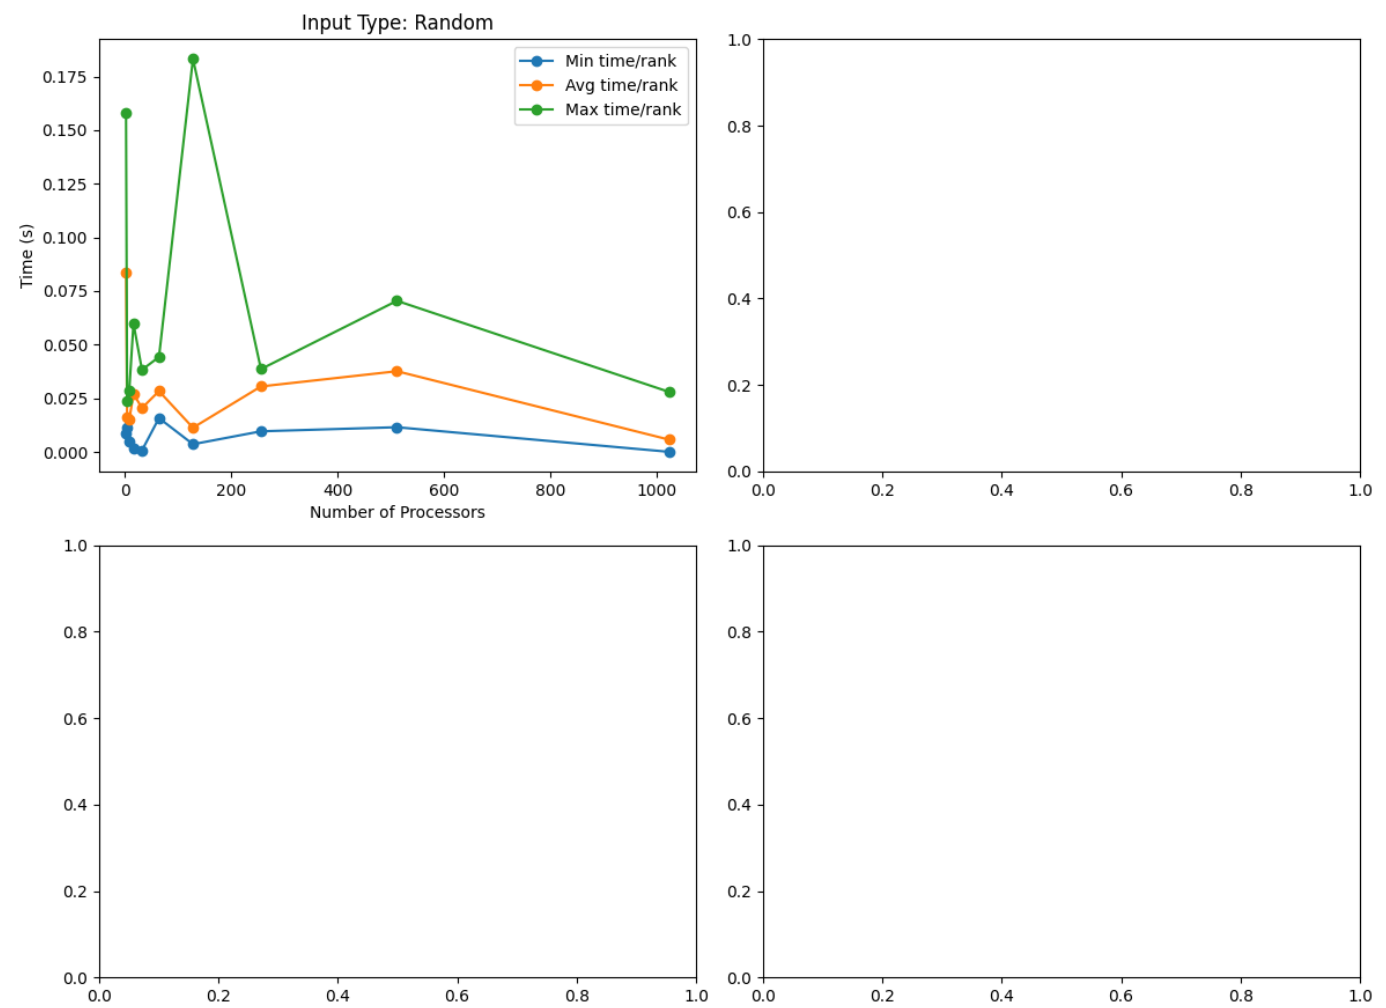 Input Type: Random
Min time/rank
Avg time/rank
Max time/rank
Time (s)
0.175
0.150
0.125
0.100
0.075
0.050
0.025
0.000
0 200 400 600 800 1000
Number of Processors
1.0
0.8
0.6
0.4
0.2
0.0
0.0 0.2 0.4 0.6 0.8 1.0
1.0
0.8
0.6
0.4
0.2
0.0
0.0 0.2 0.4 0.6 0.8 1.0
1.0
0.8
0.6
0.4
0.2
0.0
0.0 0.2 0.4 0.6 0.8 1.0